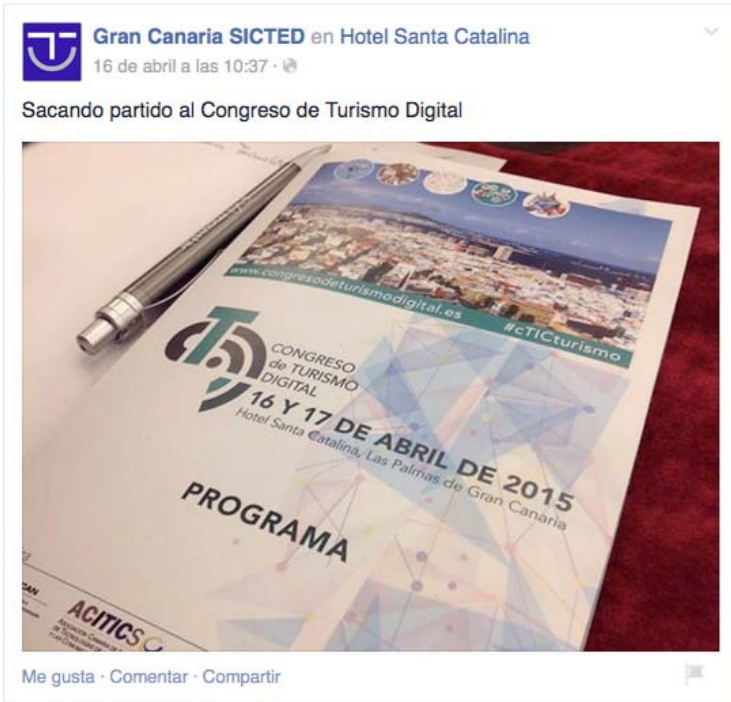 Gran Canaria SICTED en Hotel Santa Catalina
16 de abril a las 10:37
Sacando partido al Congreso de Turismo Digital
www.congresodeturismodigital.es
#cTICturismo
CONGRESO
de TURISMO
DIGITAL
16 Y 17 DE ABRIL DE 2015
Hotel Santa Catalina, Las Palmas de Gran Canaria
PROGRAMA
ACITICS
Me gusta · Comentar · Compartir